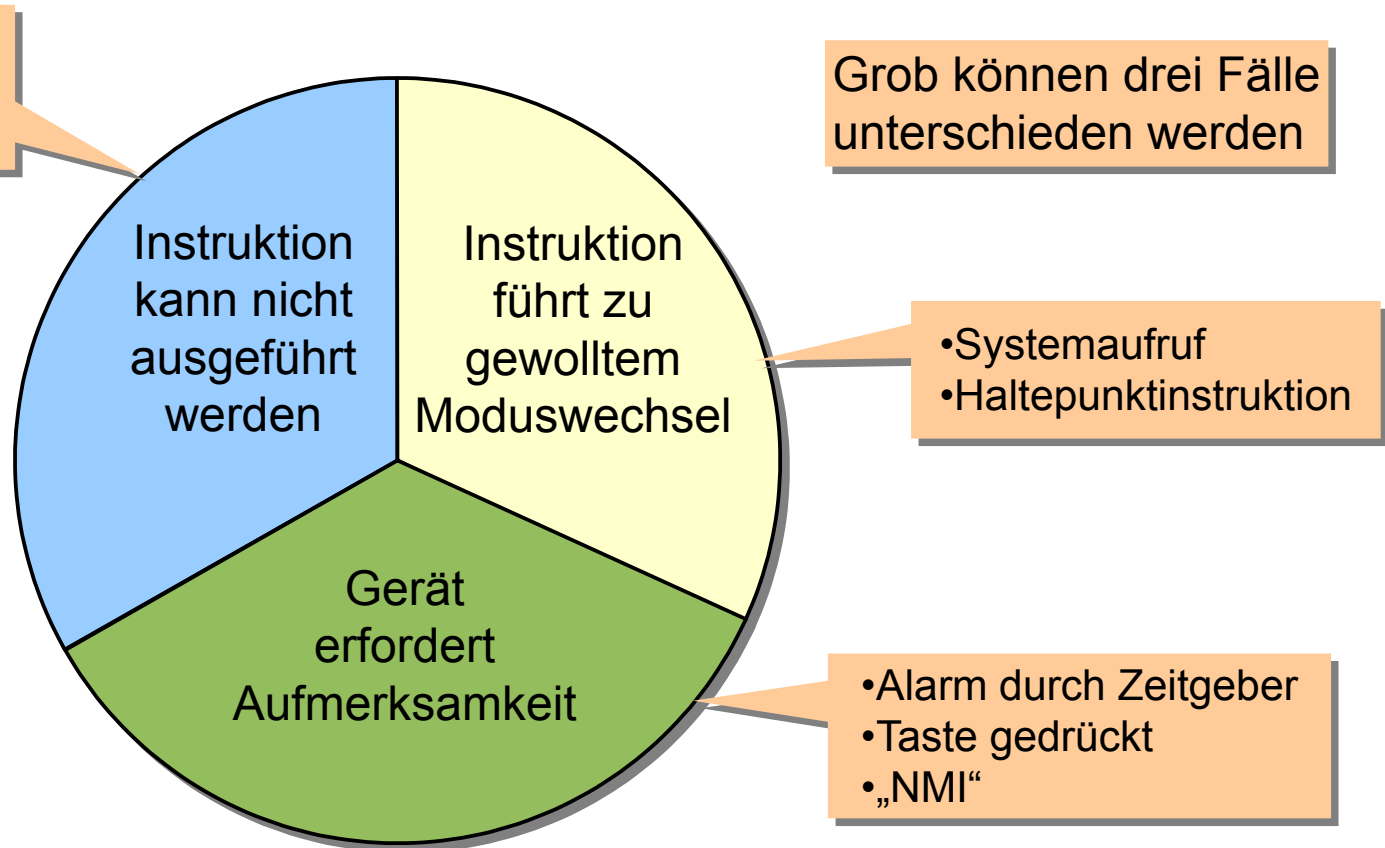 Grob können drei Fälle
unterschieden werden
Instruktion
kann nicht
ausgeführt
werden
Instruktion
führt zu
gewolltem
Moduswechsel
•Systemaufruf
•Haltepunktinstruktion
Gerät
erfordert
Aufmerksamkeit
•Alarm durch Zeitgeber
•Taste gedrückt
•„NMI“